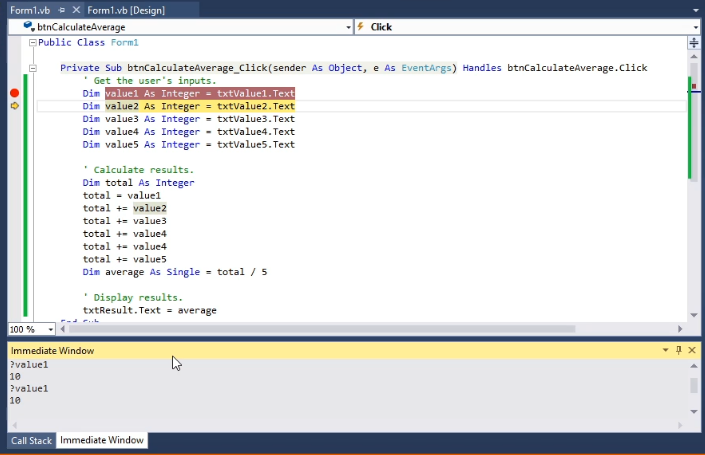 Form1.vb Form1.vb [Design]
btnCalculateAverage Click
Public Class Form1
Private Sub btnCalculateAverage_Click(sender As Object, e As EventArgs) Handles btnCalculateAverage.Click
' Get the user's inputs.
Dim value1 As Integer = txtValue1.Text
Dim value2 As Integer = txtValue2.Text
Dim value3 As Integer = txtValue3.Text
Dim value4 As Integer = txtValue4.Text
Dim value5 As Integer = txtValue5.Text
' Calculate results.
Dim total As Integer
total = value1
total += value2
total += value3
total += value4
total += value4
total += value5
Dim average As Single = total / 5
' Display results.
txtResult.Text = average
End Sub
100 %
Immediate Window
?value1
10
?value1
10
Call Stack Immediate Window